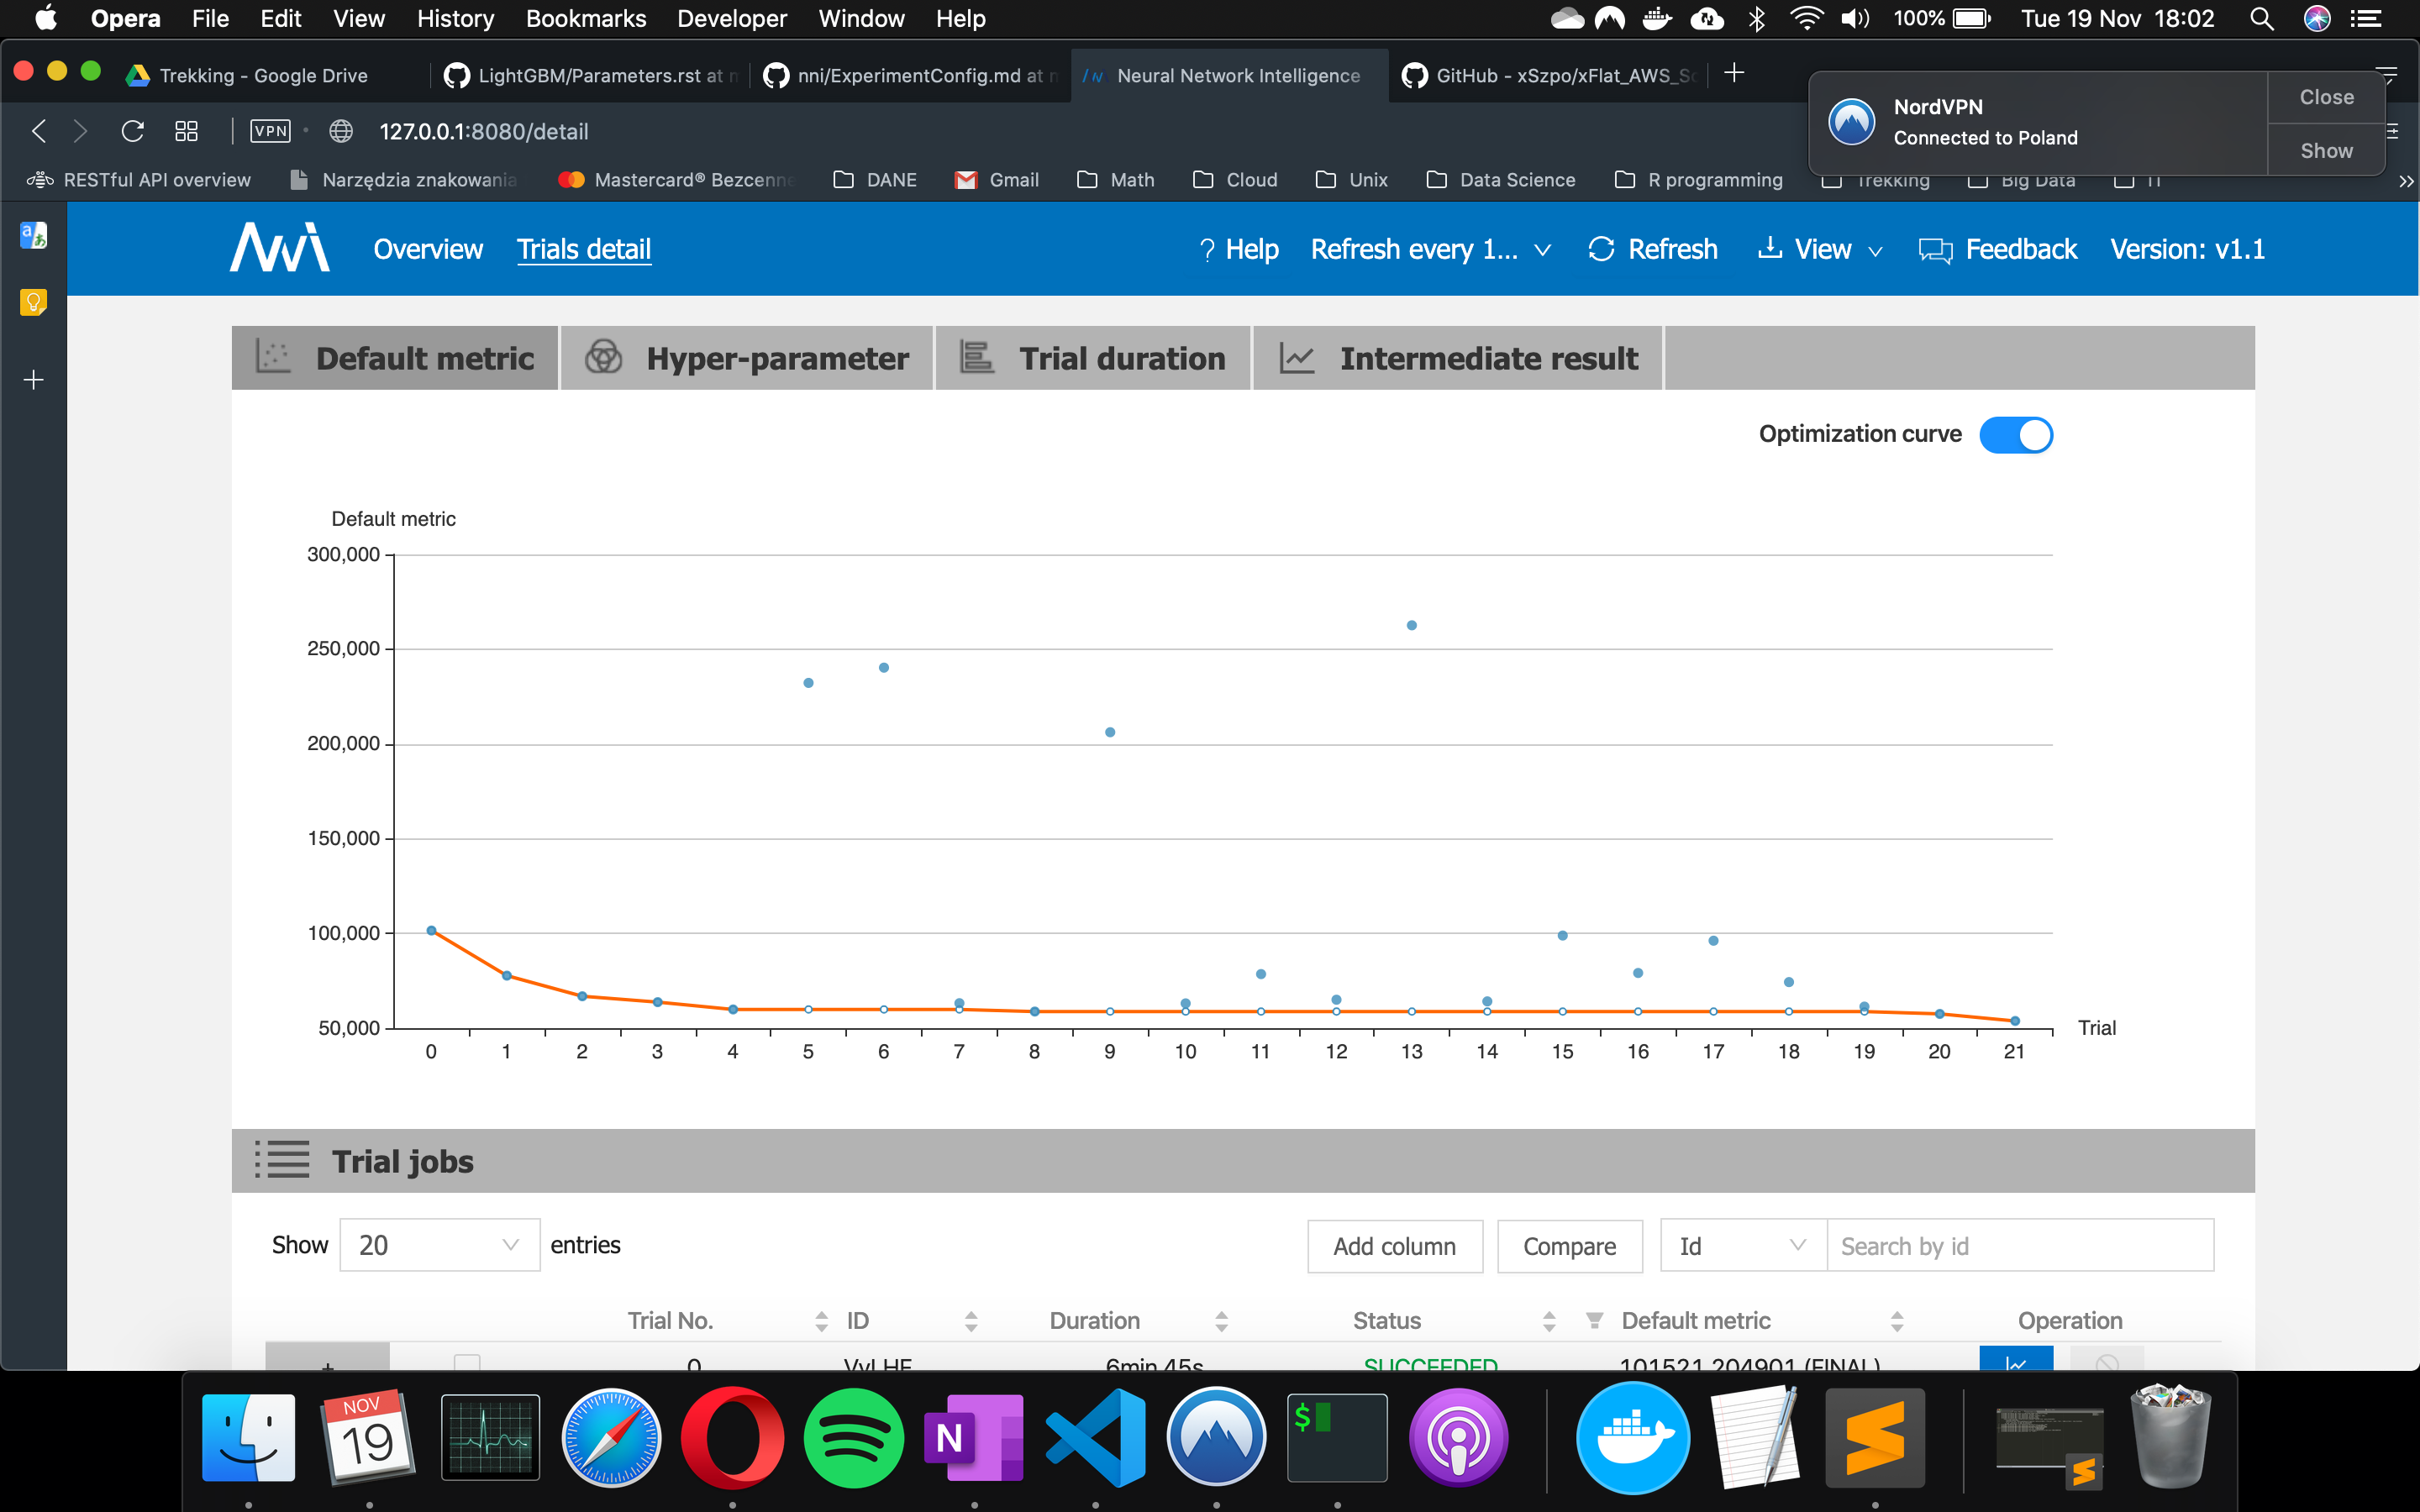 Opera File Edit View History Bookmarks Developer Window Help 100% Tue 19 Nov 18:02
Trekking - Google Drive LightGBM/Parameters.rst at nni/ExperimentConfig.md at Neural Network Intelligence GitHub - xSzpo/xFlat_AWS_Sc
NordVPN
Connected to Poland
Close
Show
VPN 127.0.0.1:8080/detail
RESTful API overview Narzędzia znakowania Mastercard® Bezcenne DANE Gmail Math Cloud Unix Data Science R programming Trekking Big Data IT
Overview Trials detail ? Help Refresh every 1... Refresh View Feedback Version: v1.1
Default metric Hyper-parameter Trial duration Intermediate result
Optimization curve
Default metric
300,000
250,000
200,000
150,000
100,000
50,000
0 1 2 3 4 5 6 7 8 9 10 11 12 13 14 15 16 17 18 19 20 21
Trial
Trial jobs
Show 20 entries Add column Compare Id Search by id
Trial No. ID Duration Status Default metric Operation
0 6min 45s SUCCEEDED 101521.204901 (FINAL)
NOV
19
N
$